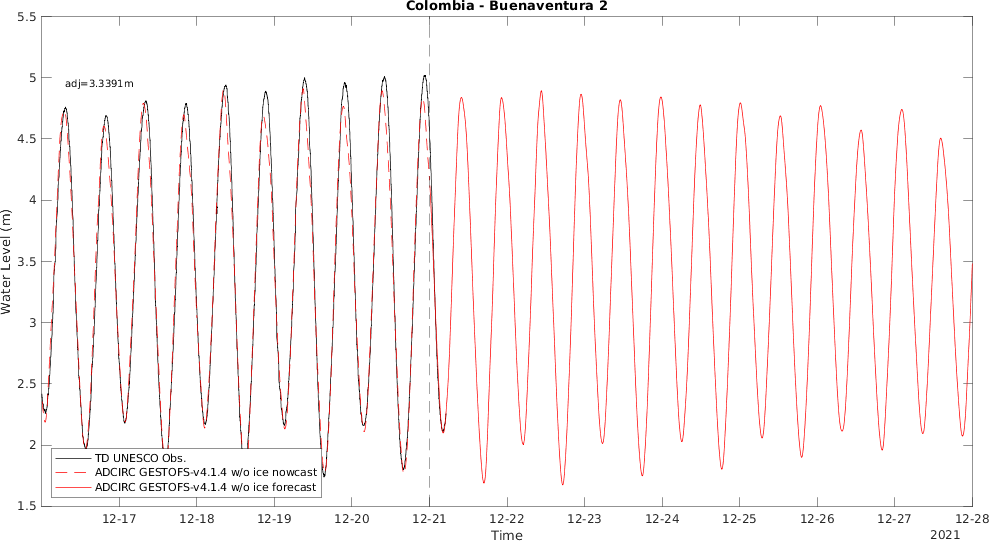 Colombia - Buenaventura 2
5.5
5
4.5
4
3.5
3
2.5
2
1.5
Water Level (m)
adj=3.3391m
TD UNESCO Obs.
ADCIRC GESTOFS-v4.1.4 w/o ice nowcast
ADCIRC GESTOFS-v4.1.4 w/o ice forecast
12-17 12-18 12-19 12-20 12-21 12-22 12-23 12-24 12-25 12-26 12-27 12-28
Time
2021